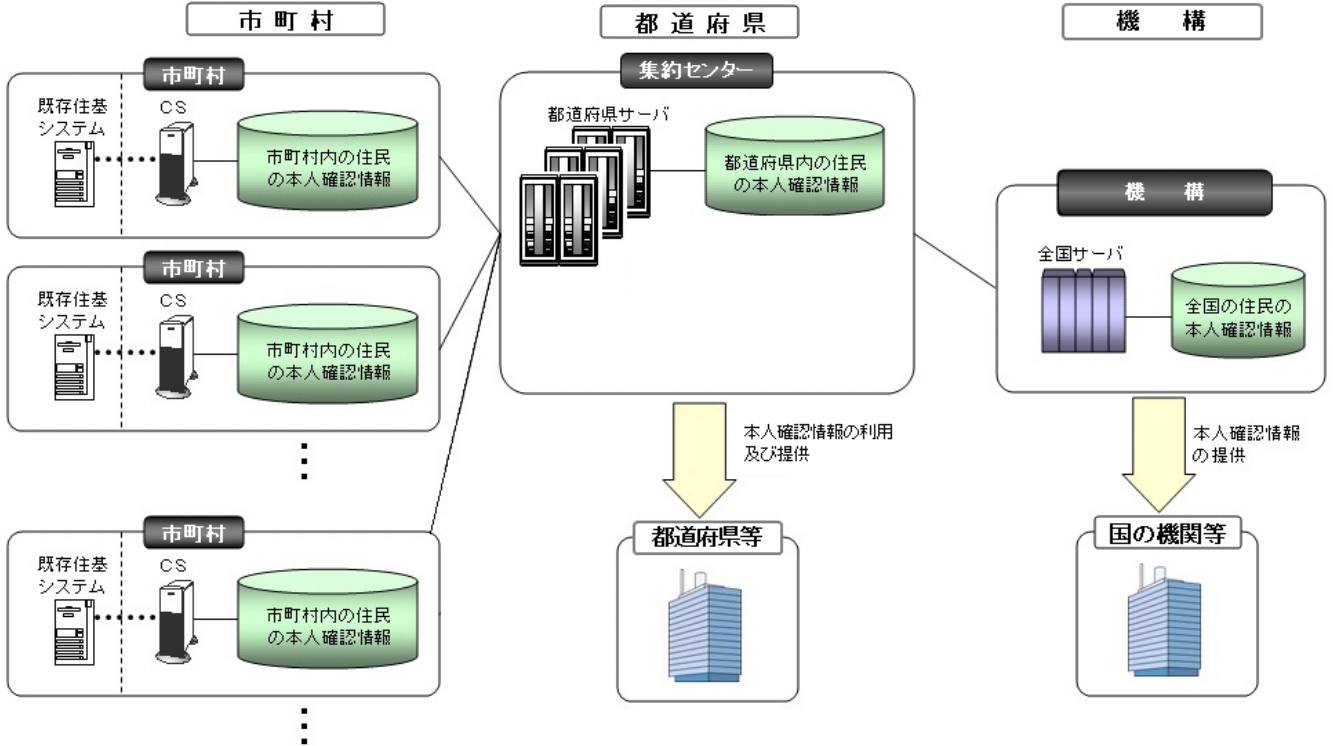 市町村
都道府県
機　構
市町村
既存住基
システム
CS
市町村内の住民
の本人確認情報
市町村
既存住基
システム
CS
市町村内の住民
の本人確認情報
市町村
既存住基
システム
CS
市町村内の住民
の本人確認情報
集約センター
都道府県サーバ
都道府県内の住民
の本人確認情報
本人確認情報の利用
及び提供
都道府県等
機　構
全国サーバ
全国の住民の
本人確認情報
本人確認情報
の提供
国の機関等